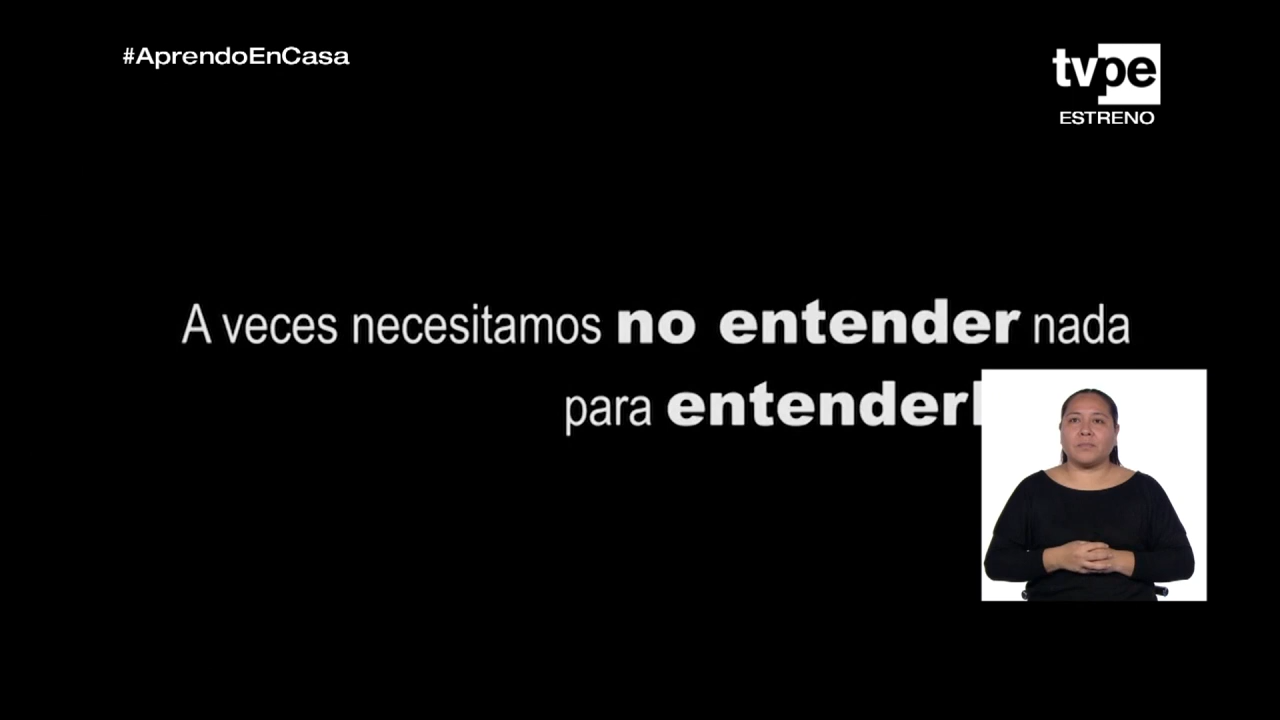 #AprendoEnCasa
tvpe
ESTRENO
A veces necesitamos no entender nada
para